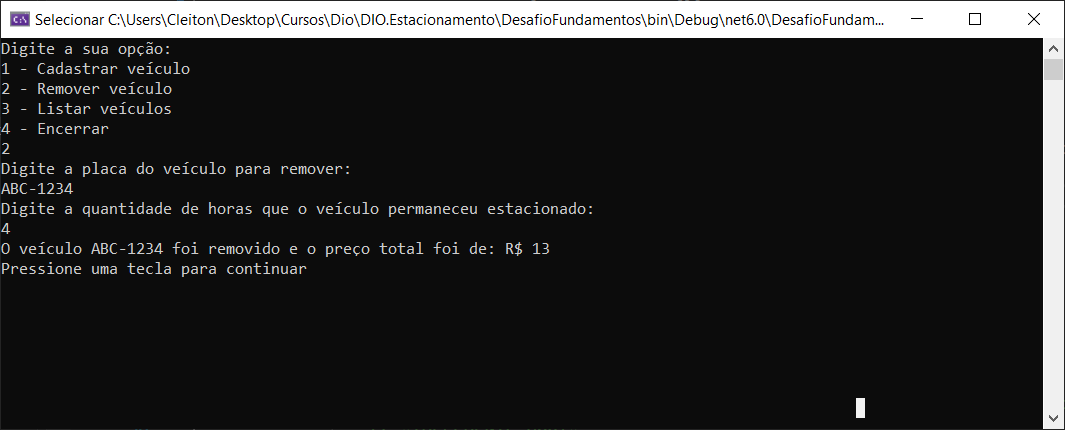 Selecionar C:\Users\Cleiton\Desktop\Cursos\Dio\DIO.Estacionamento\DesafioFundamentos\bin\Debug\net6.0\DesafioFundam...
Digite a sua opção:
1 - Cadastrar veículo
2 - Remover veículo
3 - Listar veículos
4 - Encerrar
2
Digite a placa do veículo para remover:
ABC-1234
Digite a quantidade de horas que o veículo permaneceu estacionado:
4
O veículo ABC-1234 foi removido e o preço total foi de: R$ 13
Pressione uma tecla para continuar